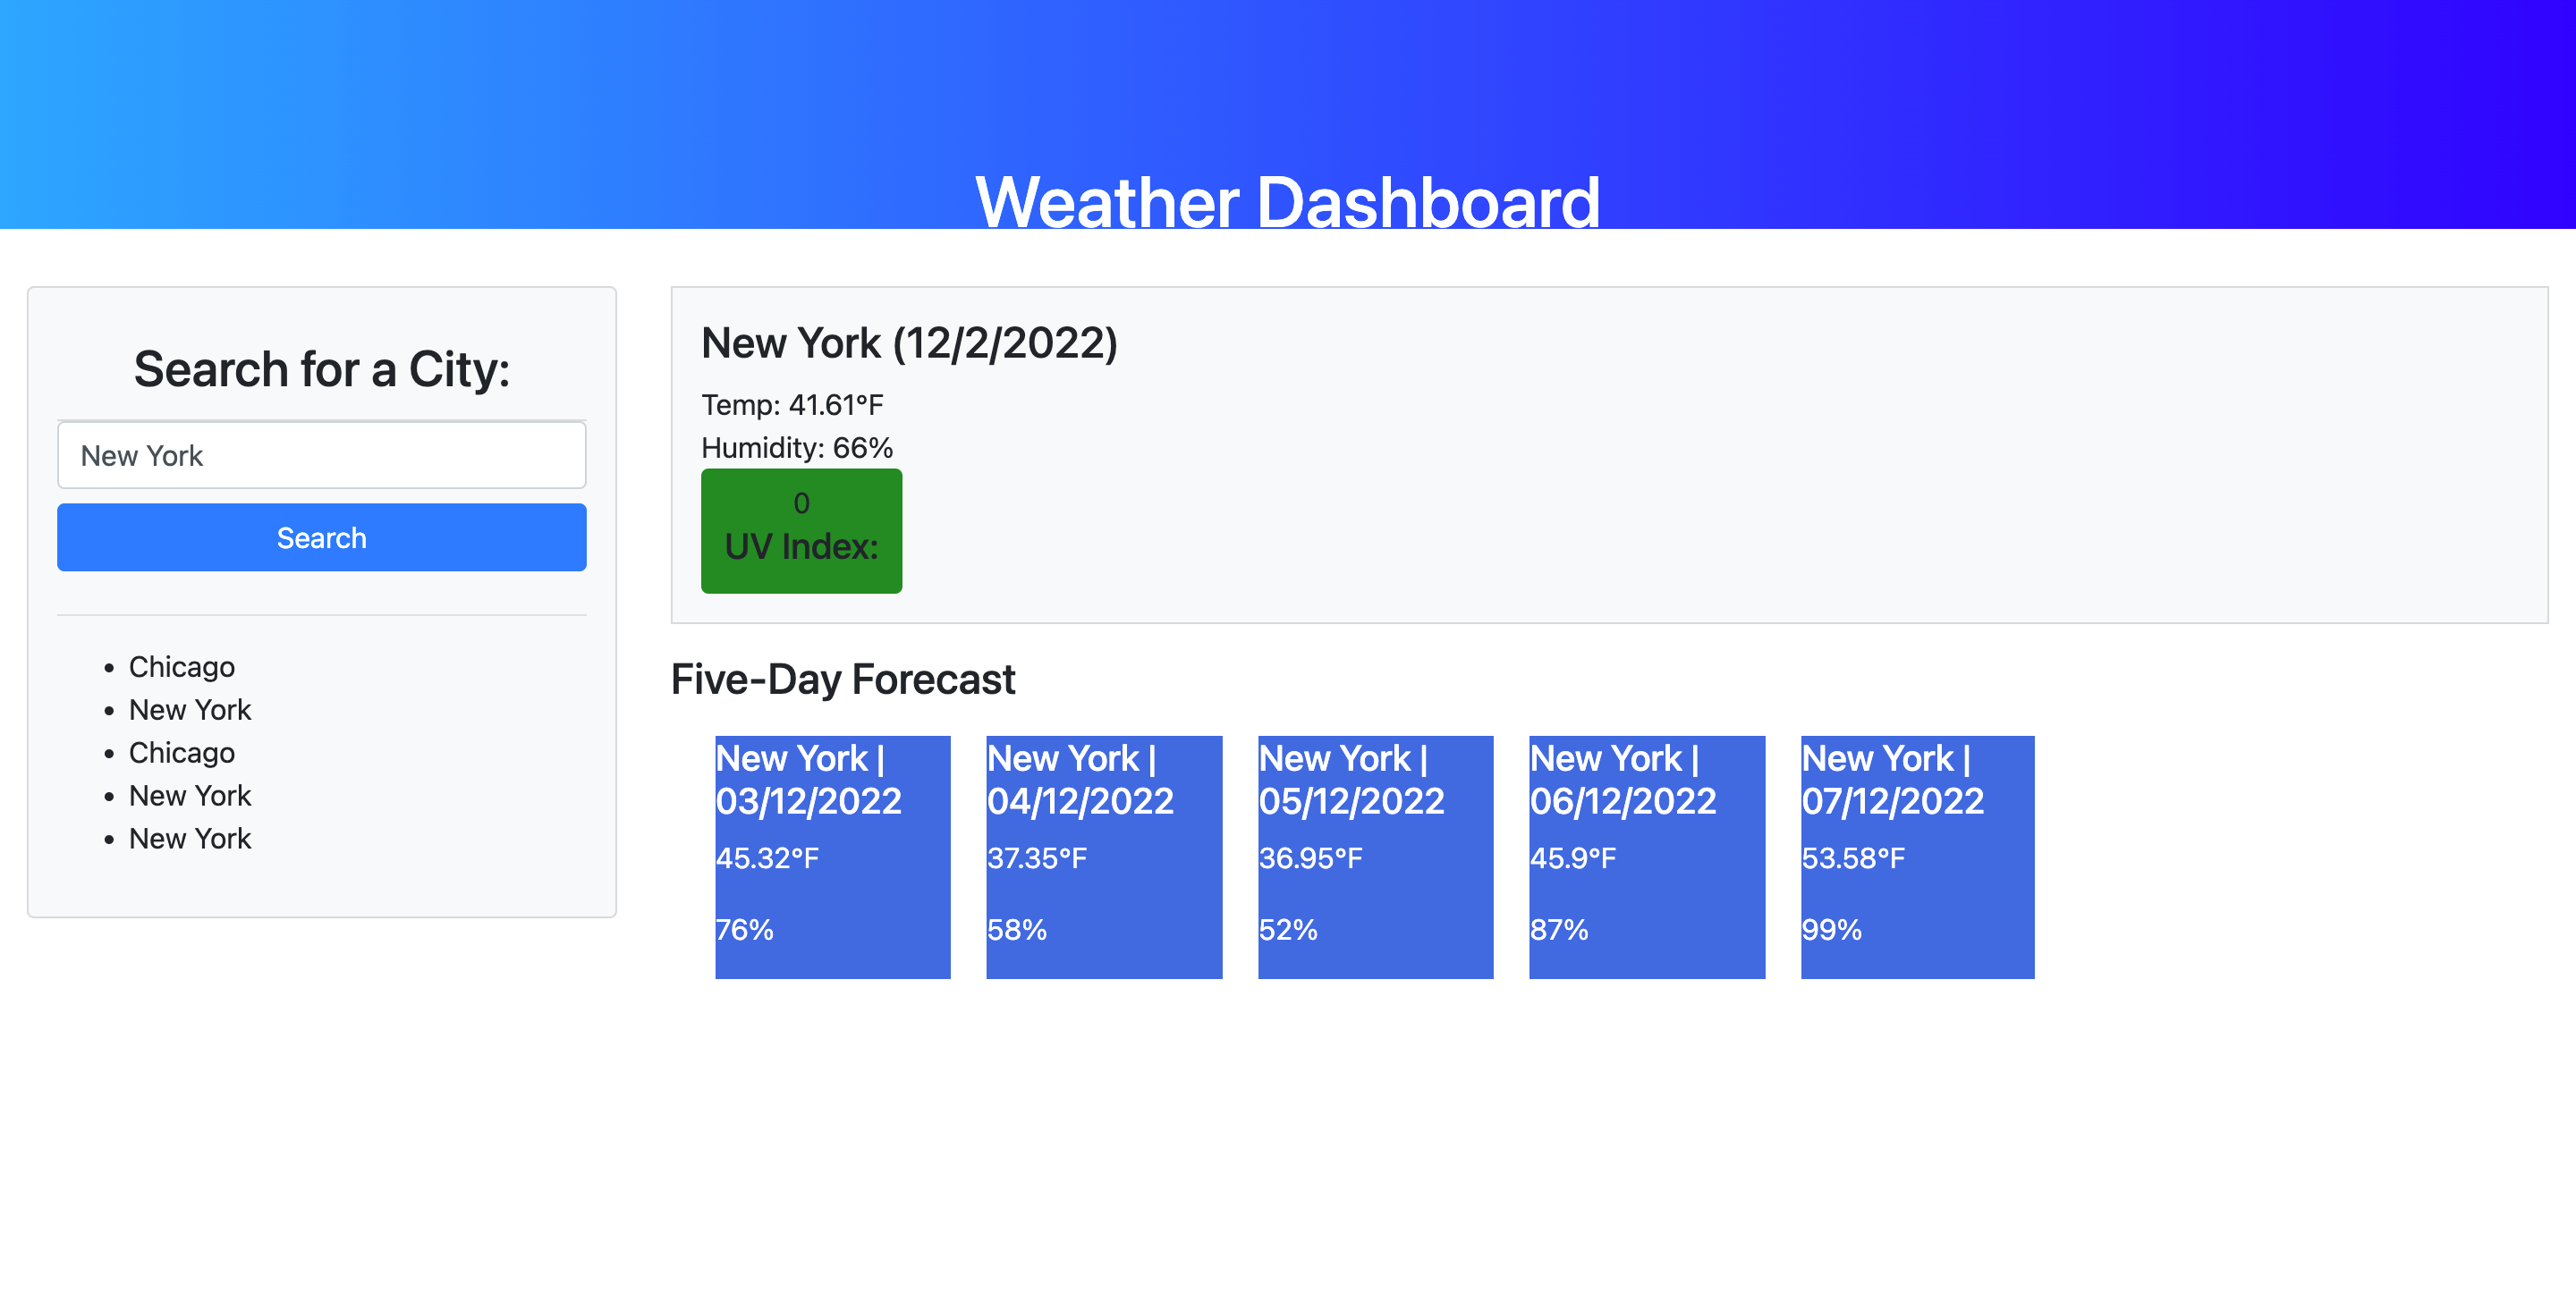 Weather Dashboard
Search for a City:
New York
Search
Chicago
New York
Chicago
New York
New York
New York (12/2/2022)
Temp: 41.61°F
Humidity: 66%
0
UV Index:
Five-Day Forecast
New York |
03/12/2022
45.32°F
76%
New York |
04/12/2022
37.35°F
58%
New York |
05/12/2022
36.95°F
52%
New York |
06/12/2022
45.9°F
87%
New York |
07/12/2022
53.58°F
99%